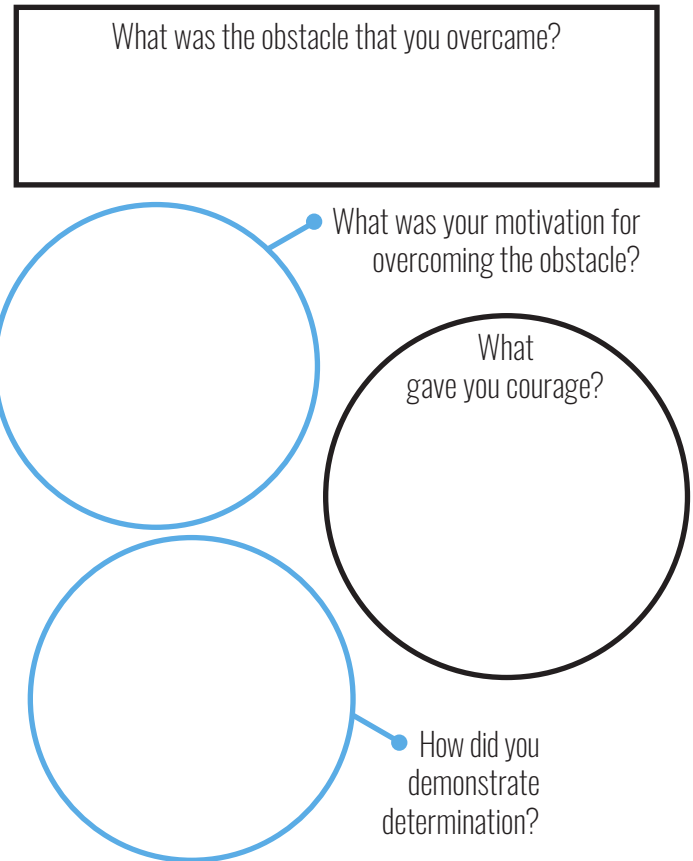 What was the obstacle that you overcame?
What was your motivation for
overcoming the obstacle?
What
gave you courage?
How did you
demonstrate
determination?